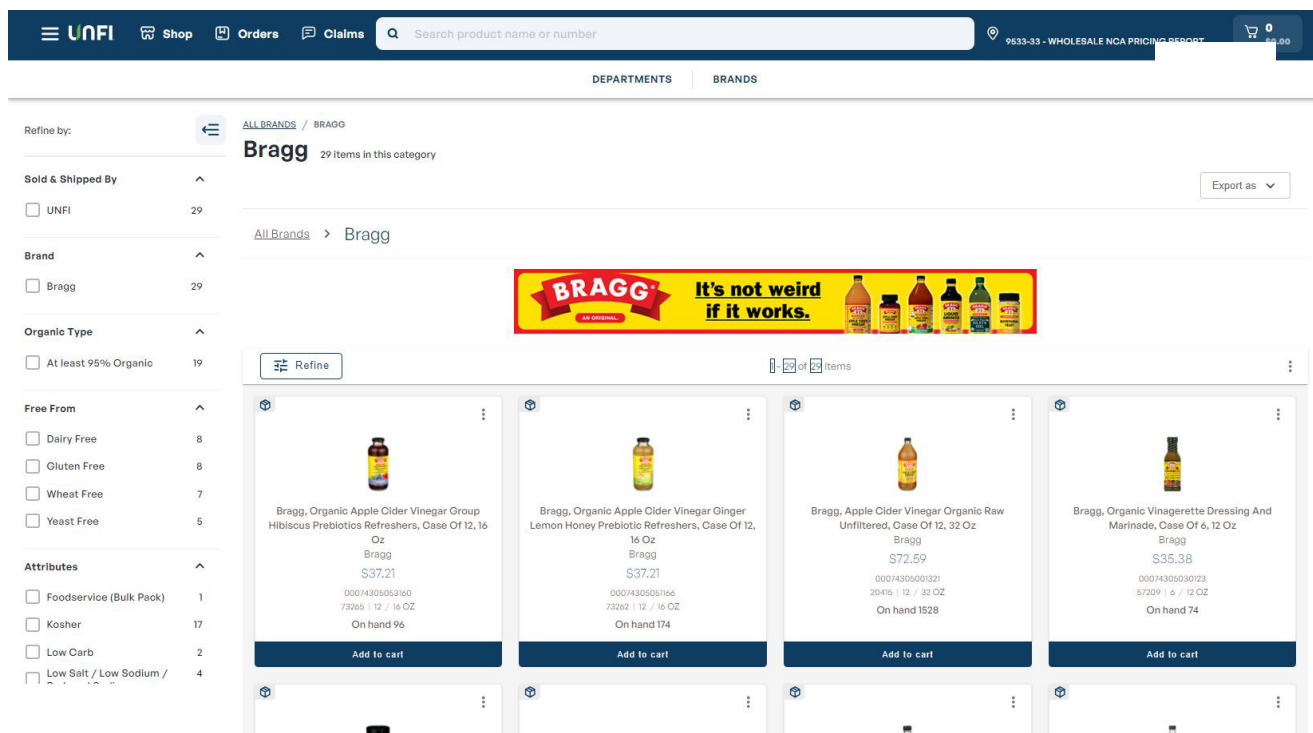 UNFI
Shop
Orders
Claims
Search product name or number
9533-33 - WHOLESALE NCA PRICING REPORT
0
$0.00
DEPARTMENTS
BRANDS
Refine by:
ALL BRANDS / BRAGG
Bragg 29 items in this category
Export as
Sold & Shipped By
UNFI 29
Brand
Bragg 29
Organic Type
At least 95% Organic 19
Free From
Dairy Free 8
Gluten Free 8
Wheat Free 7
Yeast Free 5
Attributes
Foodservice (Bulk Pack) 1
Kosher 17
Low Carb 2
Low Salt / Low Sodium / 4
All Brands > Bragg
BRAGG
AN ORIGINAL.
It's not weird
if it works.
Refine
1 - 29 of 29 items
Bragg, Organic Apple Cider Vinegar Group
Hibiscus Prebiotics Refreshers, Case Of 12, 16
Oz
Bragg
$37.21
00074305053160
73265 | 12 / 16 OZ
On hand 96
Add to cart
Bragg, Organic Apple Cider Vinegar Ginger
Lemon Honey Prebiotic Refreshers, Case Of 12,
16 Oz
Bragg
$37.21
00074305051166
73262 | 12 / 16 OZ
On hand 174
Add to cart
Bragg, Apple Cider Vinegar Organic Raw
Unfiltered, Case Of 12, 32 Oz
Bragg
$72.59
00074305001321
20416 | 12 / 32 OZ
On hand 1528
Add to cart
Bragg, Organic Vinagerette Dressing And
Marinade, Case Of 6, 12 Oz
Bragg
$35.38
00074305030123
67209 | 6 / 12 OZ
On hand 74
Add to cart